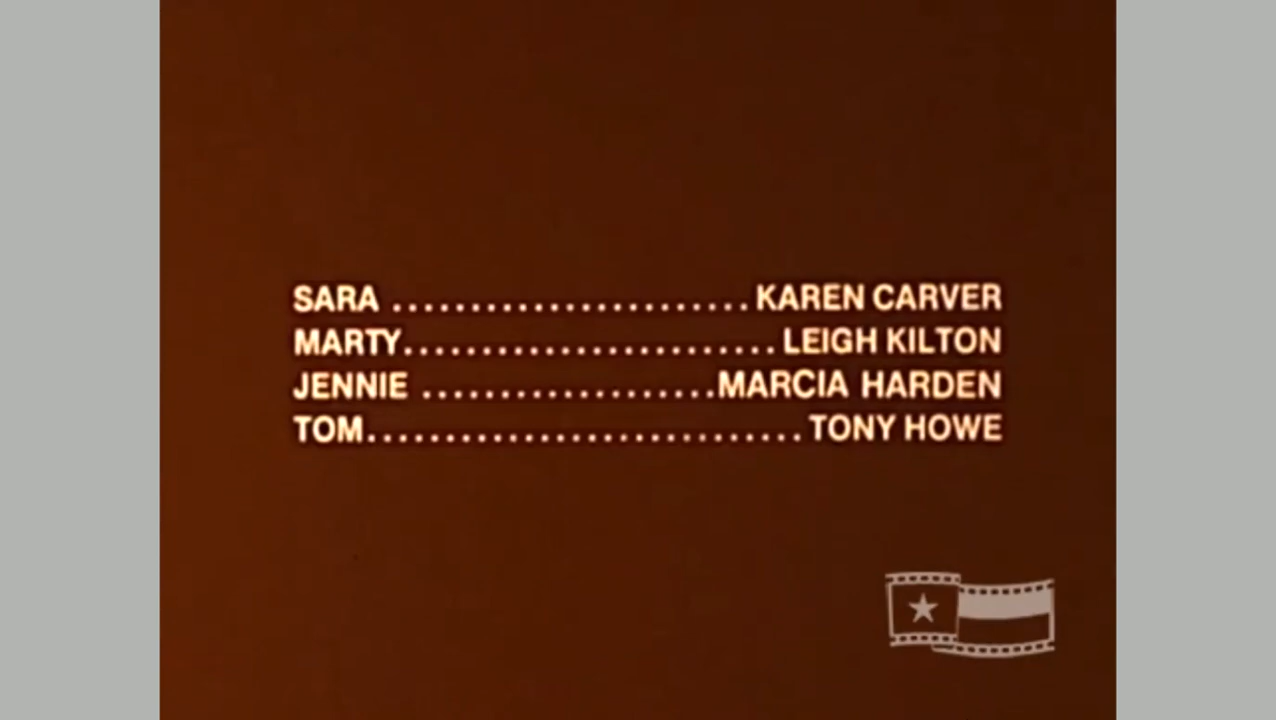 SARA .......................KAREN CARVER
MARTY........................LEIGH KILTON
JENNIE ...................MARCIA HARDEN
TOM............................TONY HOWE